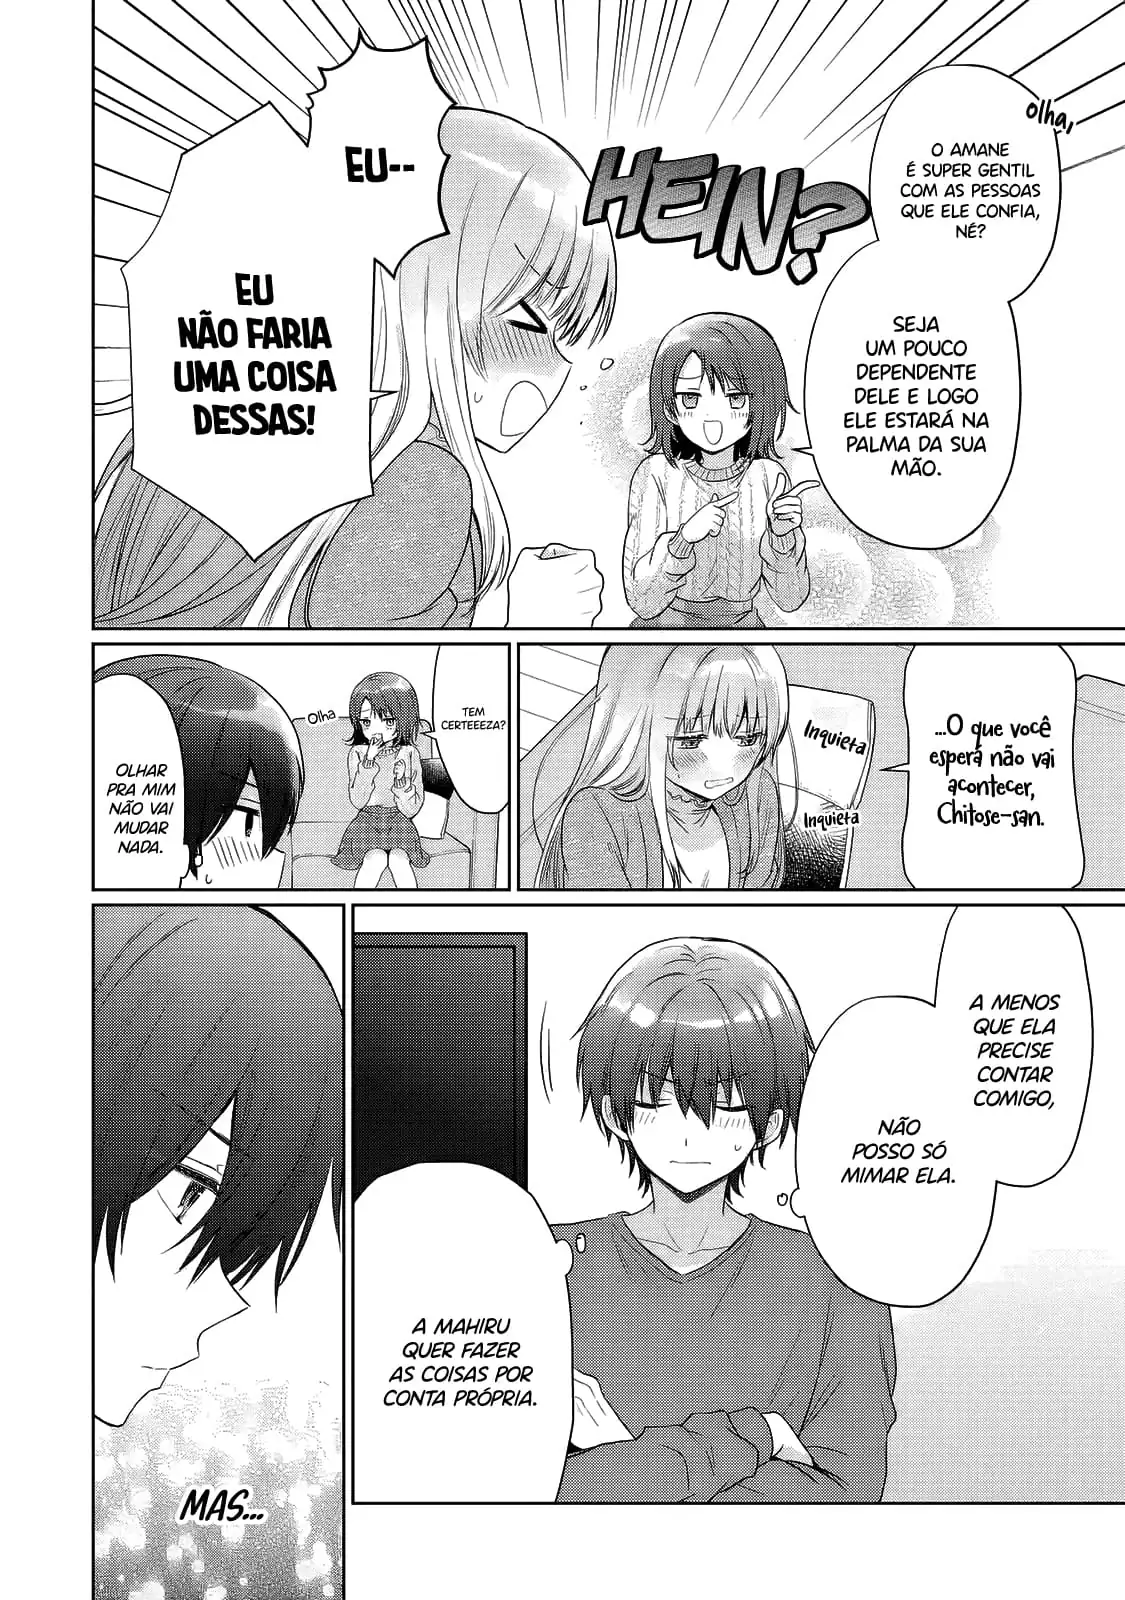 Olha,
O AMANE
É SUPER GENTIL
COM AS PESSOAS
QUE ELE CONFIA,
NÉ?
SEJA
UM POUCO
DEPENDENTE
DELE E LOGO
ELE ESTARÁ NA
PALMA DA SUA
MÃO.
HEIN?
EU--
EU
NÃO FARIA
UMA COISA
DESSAS!
...O que você
espera não vai
acontecer,
Chitose-san.
Inquieta
Inquieta
TEM
CERTEEEZA?
Olha
OLHAR
PRA MIM
NÃO VAI
MUDAR
NADA.
A MENOS
QUE ELA
PRECISE
CONTAR
COMIGO,
NÃO
POSSO SÓ
MIMAR ELA.
A MAHIRU
QUER FAZER
AS COISAS POR
CONTA PRÓPRIA.
MAS...